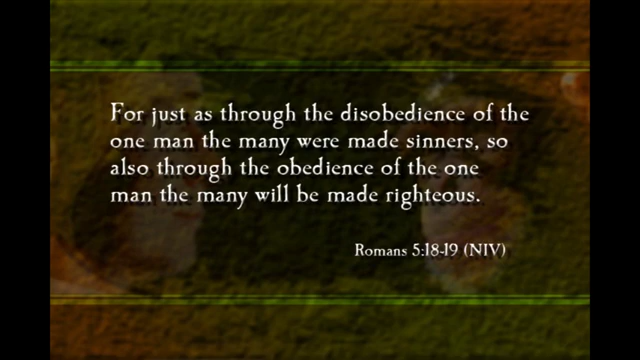 For just as through the disobedience of the
one man the many were made sinners, so
also through the obedience of the one
man the many will be made righteous.
Romans 5:18-19 (NIV)